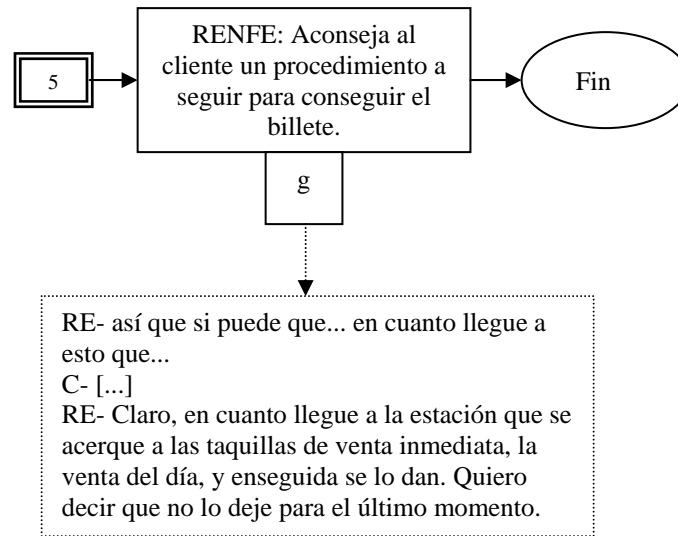 RENFE: Aconseja al
cliente un procedimiento a
seguir para conseguir el
billete.
5
Fin
g
RE- así que si puede que... en cuanto llegue a
esto que...
C- [...]
RE- Claro, en cuanto llegue a la estación que se
acerque a las taquillas de venta inmediata, la
venta del día, y enseguida se lo dan. Quiero
decir que no lo deje para el último momento.